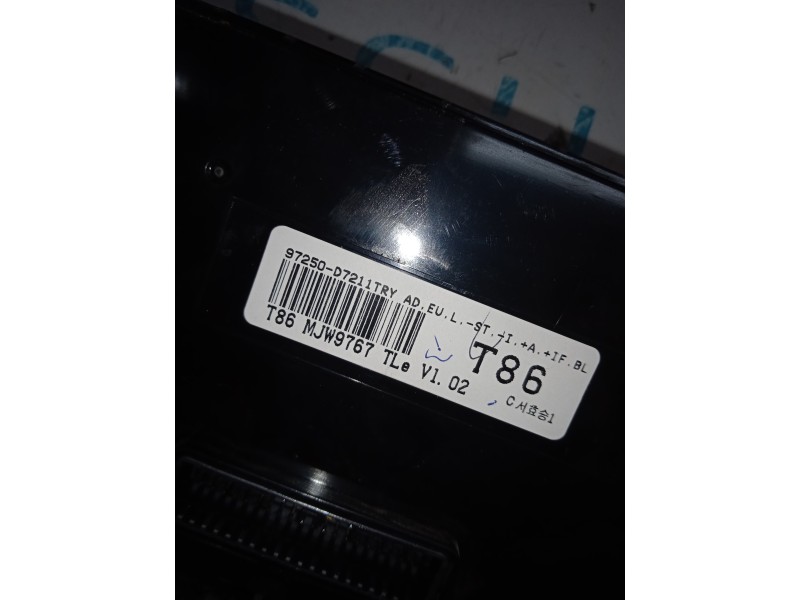 97250-D7211TRY AD.EU.L.-ST.-I.+A.+IF.BL
T86 MJW9767 TLe V1.02
T86
C서효승1